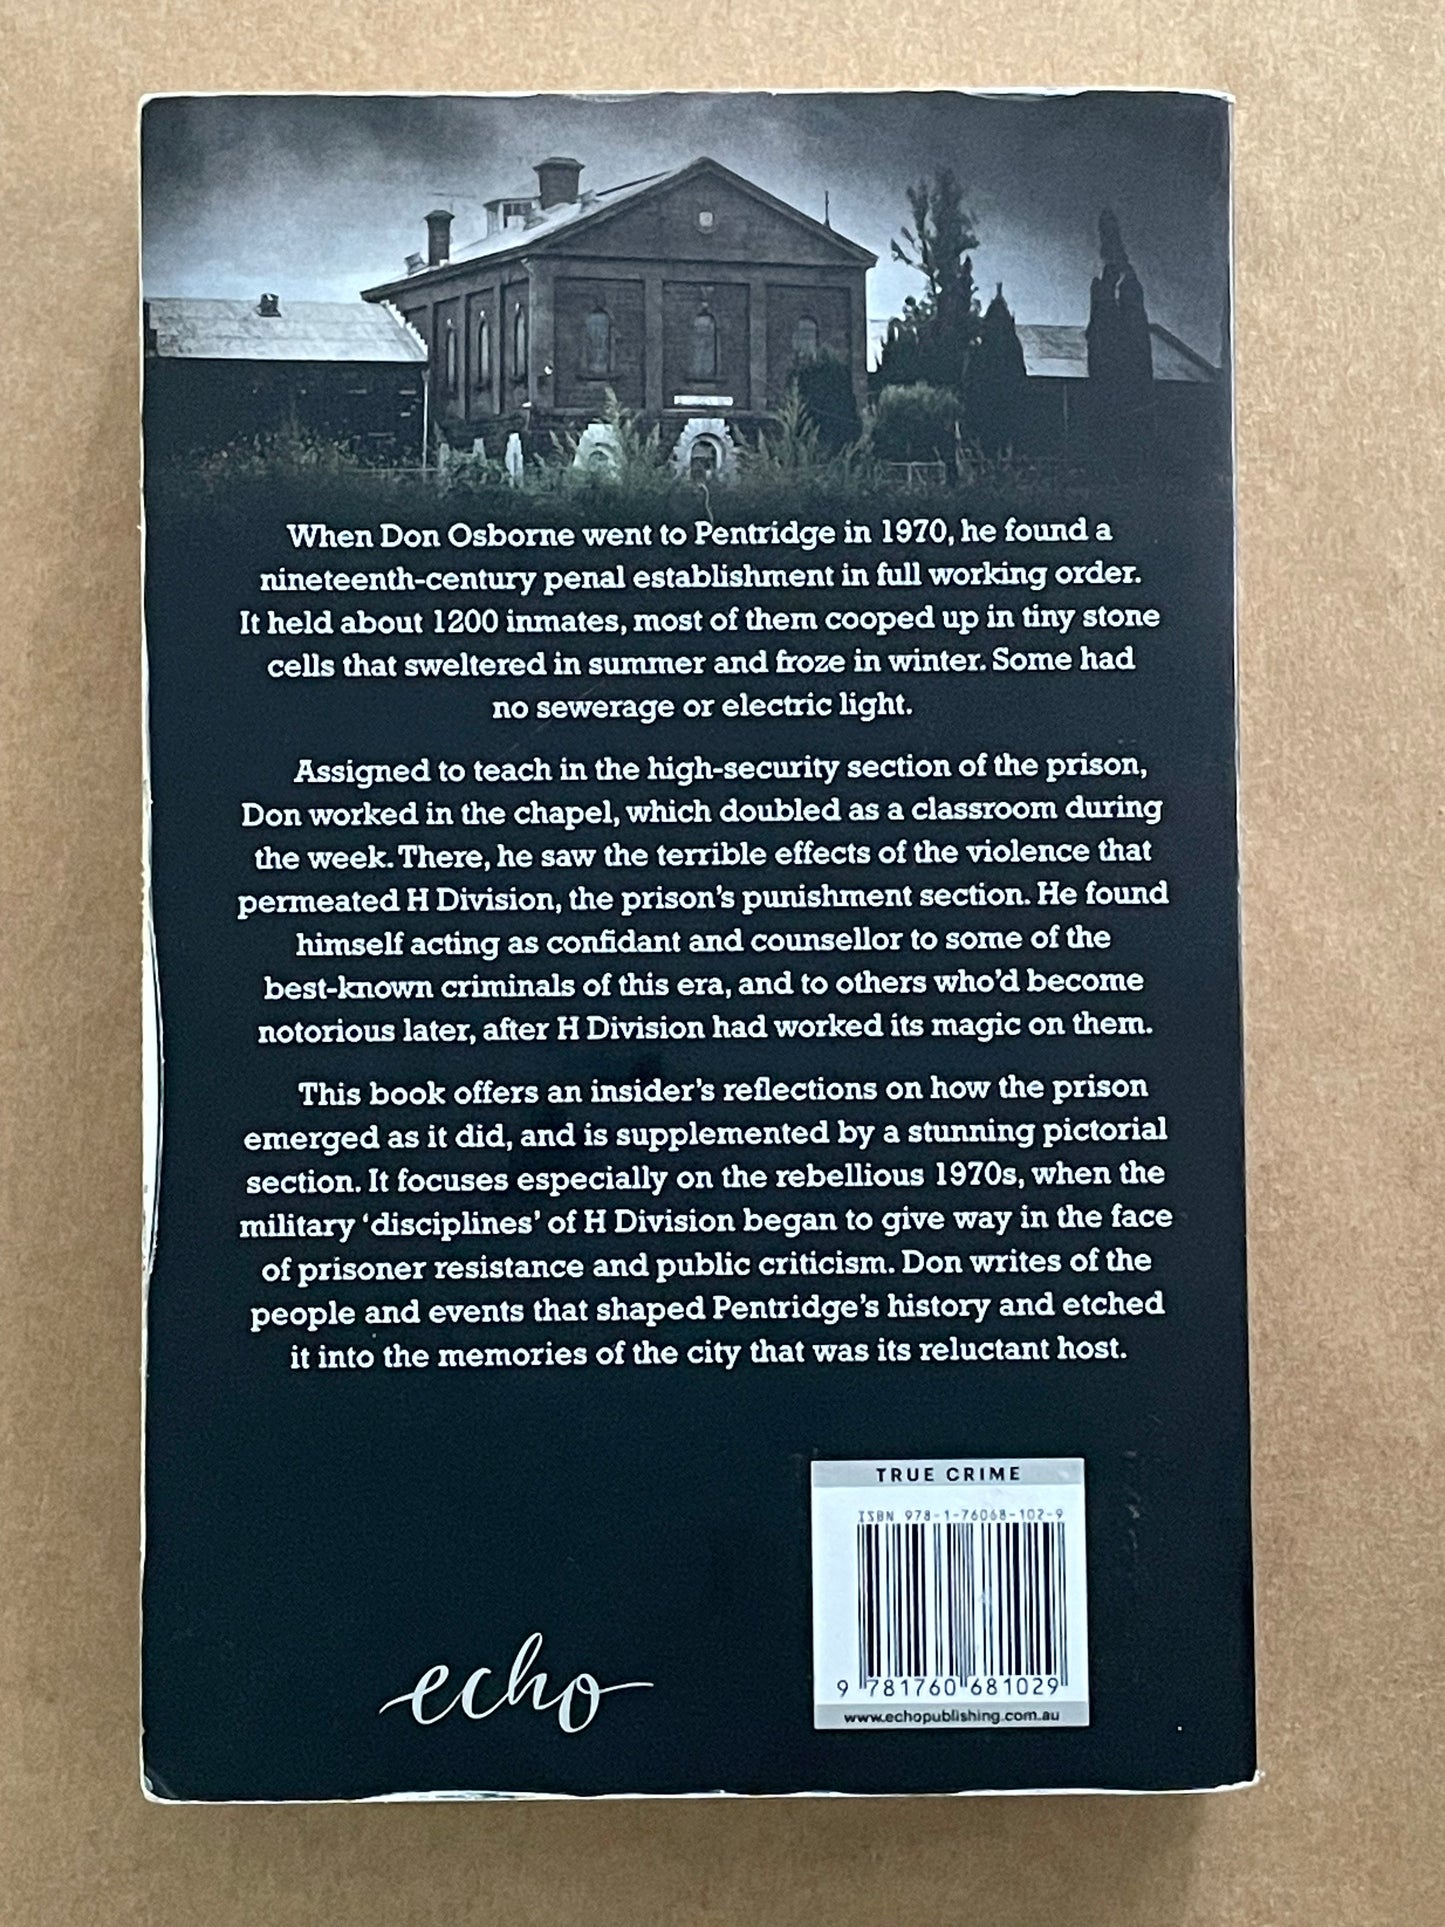 When Don Osborne went to Pentridge in 1970, he found a
nineteenth-century penal establishment in full working order.
It held about 1200 inmates, most of them cooped up in tiny stone
cells that sweltered in summer and froze in winter. Some had
no sewerage or electric light.
Assigned to teach in the high-security section of the prison,
Don worked in the chapel, which doubled as a classroom during
the week. There, he saw the terrible effects of the violence that
permeated H Division, the prison's punishment section. He found
himself acting as confidant and counsellor to some of the
best-known criminals of this era, and to others who'd become
notorious later, after H Division had worked its magic on them.
This book offers an insider's reflections on how the prison
emerged as it did, and is supplemented by a stunning pictorial
section. It focuses especially on the rebellious 1970s, when the
military ‘disciplines’ of H Division began to give way in the face
of prisoner resistance and public criticism. Don writes of the
people and events that shaped Pentridge's history and etched
it into the memories of the city that was its reluctant host.
TRUE CRIME
ISBN 978-1-76068-102-9
9 781760 681029
www.echopublishing.com.au
echo